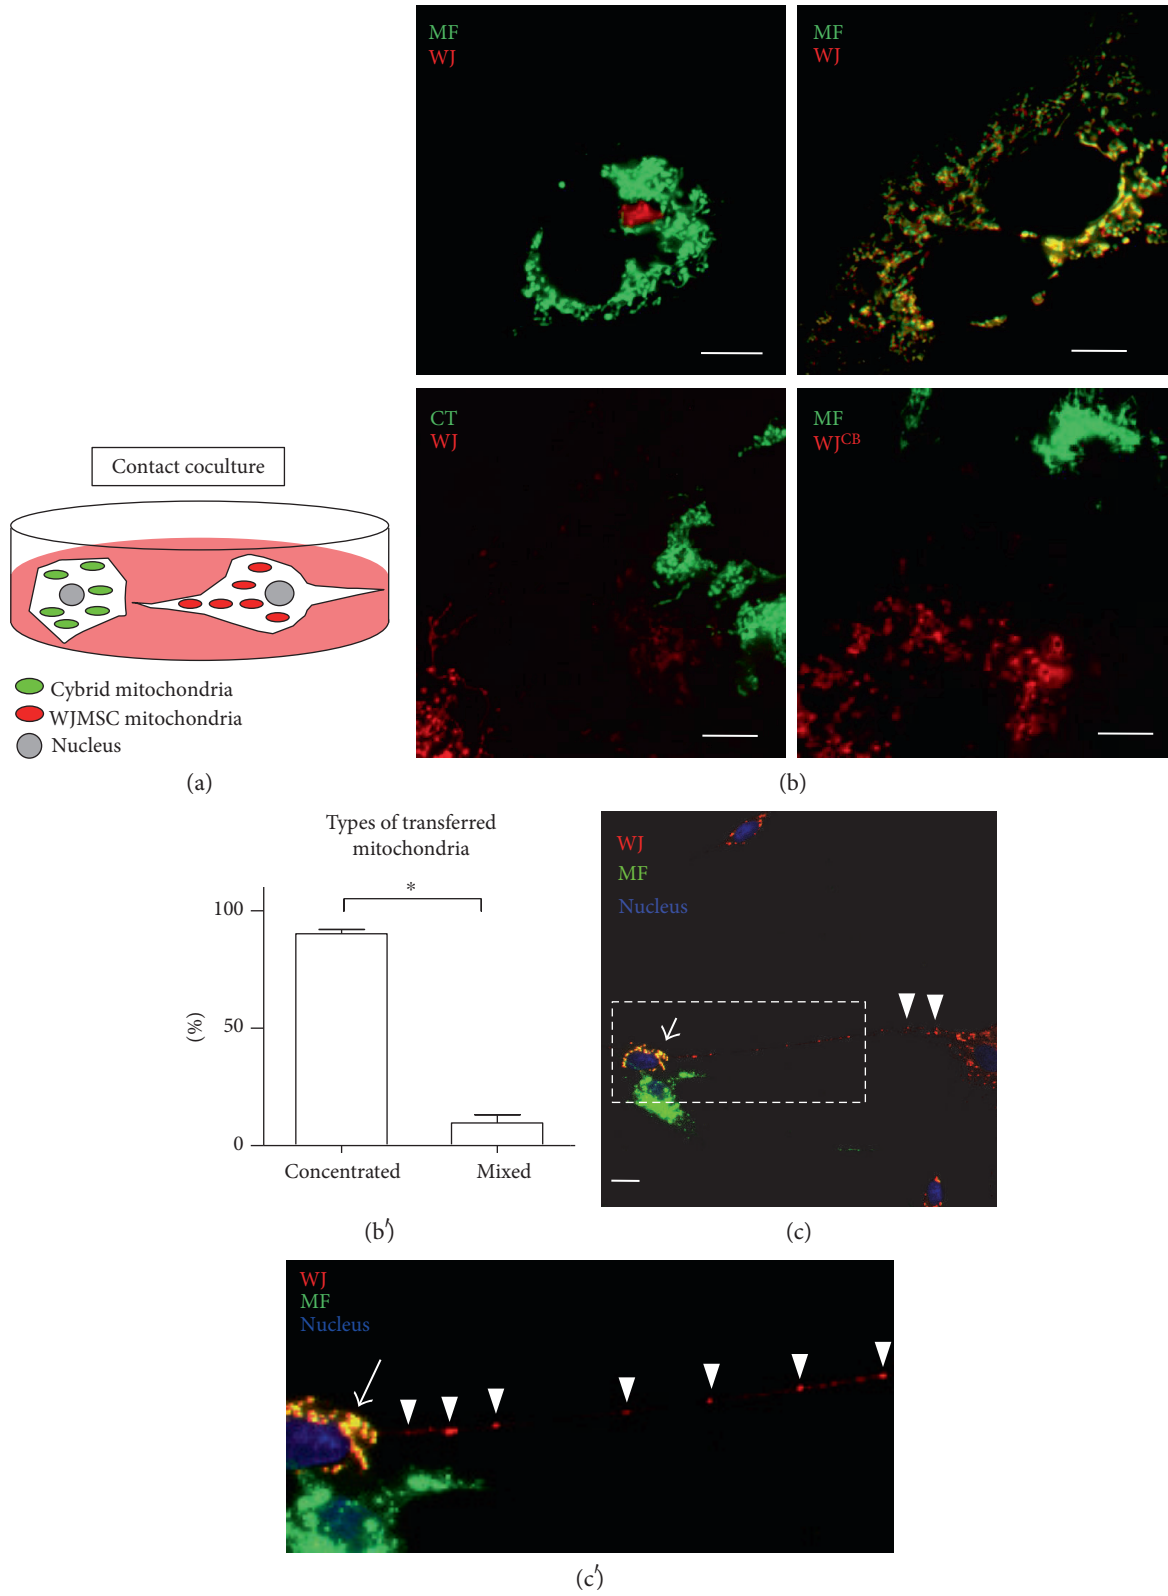 MF
WJ
MF
WJ
CT
WJ
MF
WJCB
Contact coculture
Cybrid mitochondria
WJMSC mitochondria
Nucleus
(a)
(b)
Types of transferred
mitochondria
*
100
50
0
(%)
Concentrated
Mixed
(b′)
WJ
MF
Nucleus
(c)
WJ
MF
Nucleus
(c′)